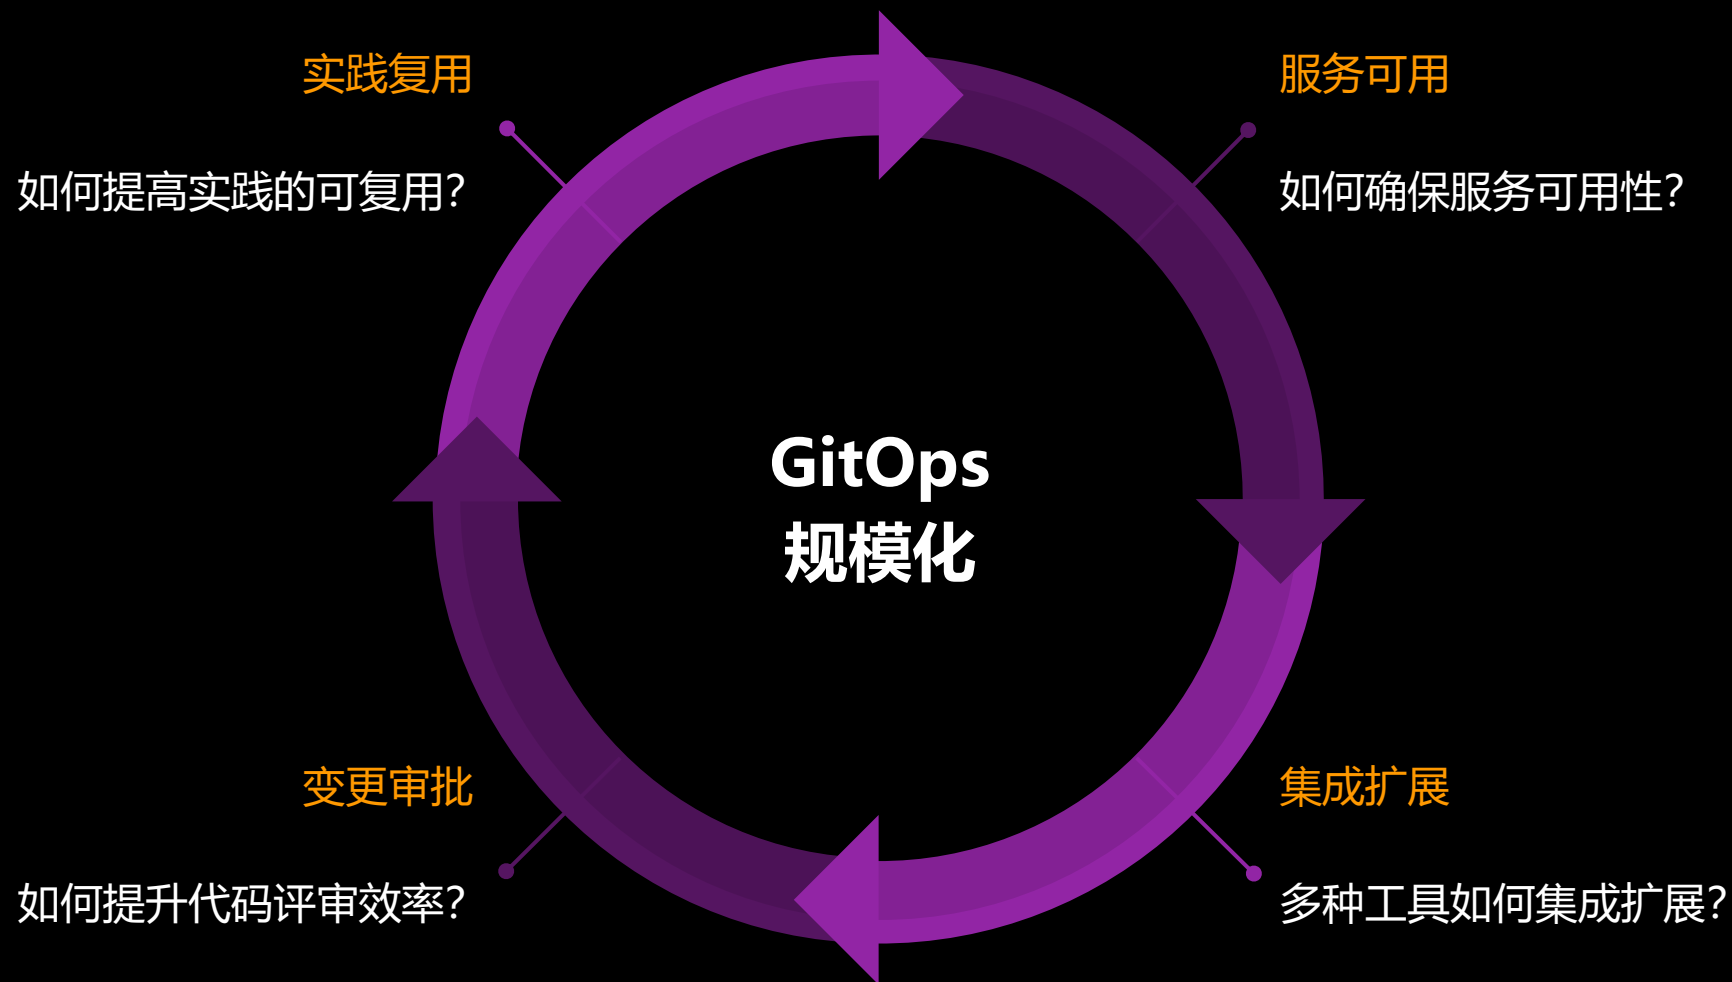 实践复用
如何提高实践的可复用？
服务可用
如何确保服务可用性？
GitOps
规模化
变更审批
如何提升代码评审效率？
集成扩展
多种工具如何集成扩展？